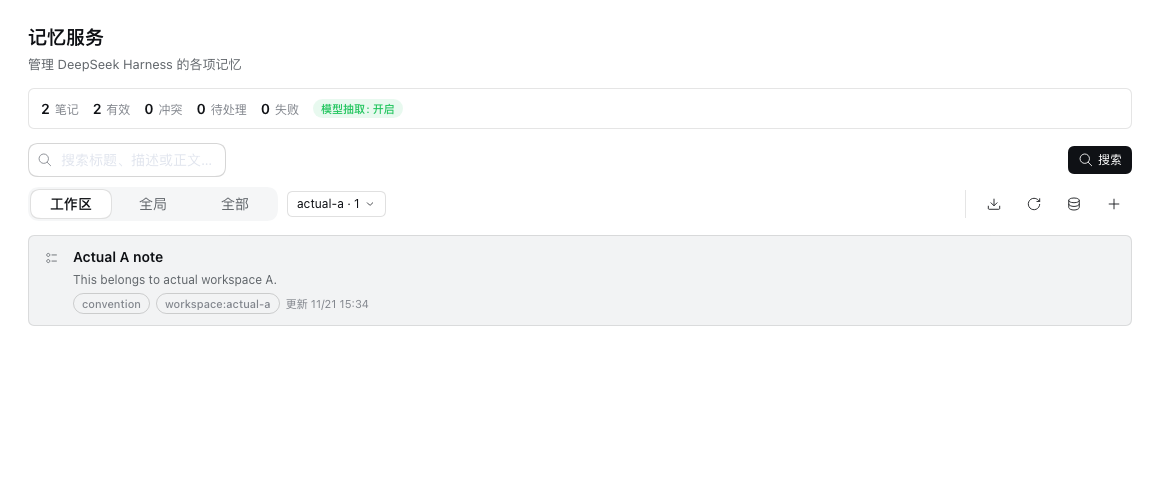 记忆服务
管理 DeepSeek Harness 的各项记忆
2 笔记 2 有效 0 冲突 0 待处理 0 失败 模型抽取: 开启
搜索标题、描述或正文... 搜索
工作区 全局 全部 actual-a · 1
Actual A note
This belongs to actual workspace A.
convention workspace:actual-a 更新 11/21 15:34